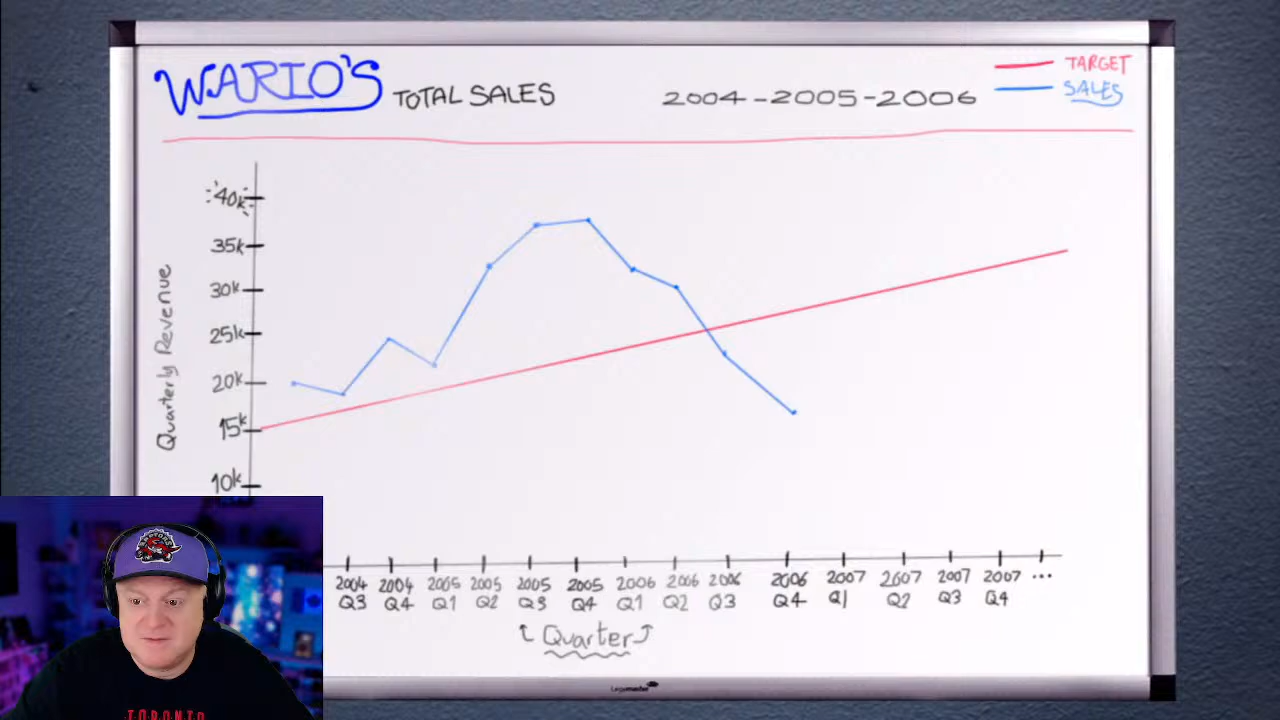 WARIO'S TOTAL SALES 2004-2005-2006
TARGET
SALES
40k
35k
30k
25k
20k
15k
10k
Quarterly Revenue
2004 2004 2005 2005 2005 2005 2006 2006 2006 2006 2007 2007 2007 2007 ...
Q3 Q4 Q1 Q2 Q3 Q4 Q1 Q2 Q3 Q4 Q1 Q2 Q3 Q4
Quarter
Legamaster
RAPTORS
TORONTO